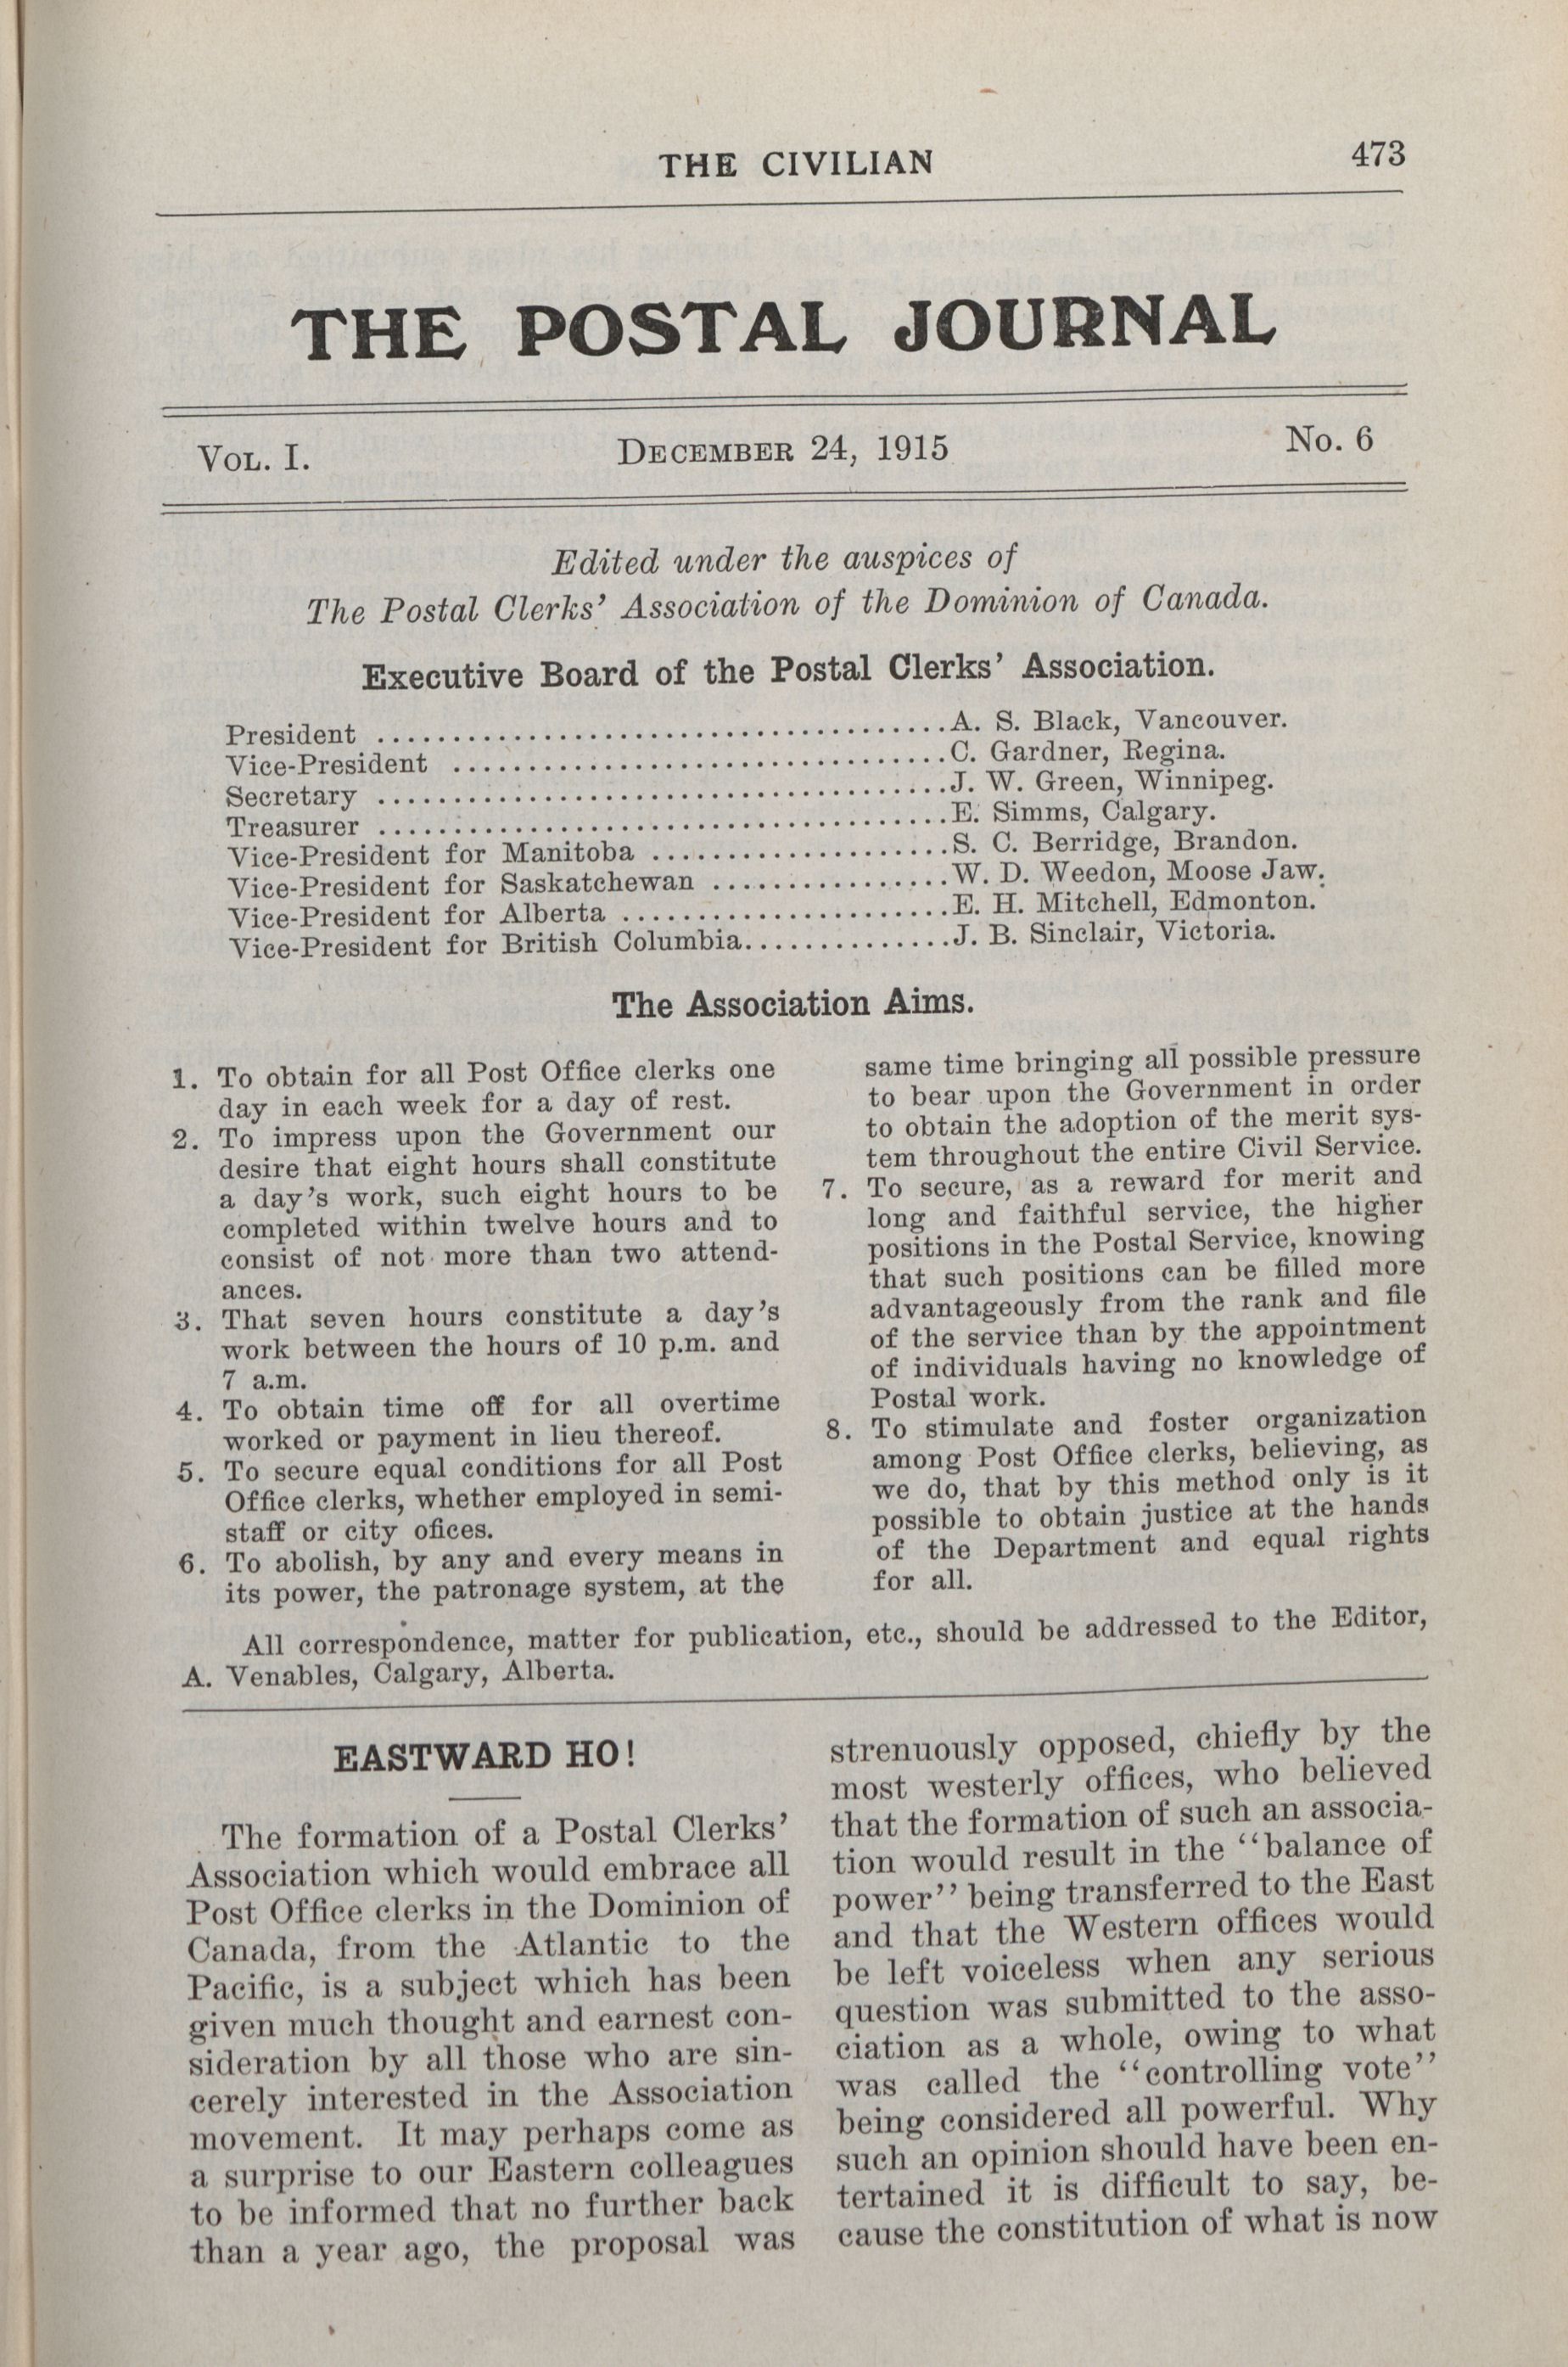 THE CIVILIAN
473
THE POSTAL JOURNAL
VOL. I.
DECEMBER 24, 1915
No. 6
Edited under the auspices of
The Postal Clerks' Association of the Dominion of Canada.
Executive Board of the Postal Clerks' Association.
President ......................................A. S. Black, Vancouver.
Vice-President .................................C. Gardner, Regina.
Secretary ......................................J. W. Green, Winnipeg.
Treasurer ......................................E. Simms, Calgary.
Vice-President for Manitoba ....................S. C. Berridge, Brandon.
Vice-President for Saskatchewan ................W. D. Weedon, Moose Jaw.
Vice-President for Alberta ......................E. H. Mitchell, Edmonton.
Vice-President for British Columbia..............J. B. Sinclair, Victoria.
The Association Aims.
1. To obtain for all Post Office clerks one
day in each week for a day of rest.
2. To impress upon the Government our
desire that eight hours shall constitute
a day's work, such eight hours to be
completed within twelve hours and to
consist of not more than two attend-
ances.
3. That seven hours constitute a day's
work between the hours of 10 p.m. and
7 a.m.
4. To obtain time off for all overtime
worked or payment in lieu thereof.
5. To secure equal conditions for all Post
Office clerks, whether employed in semi-
staff or city ofices.
6. To abolish, by any and every means in
its power, the patronage system, at the
same time bringing all possible pressure
to bear upon the Government in order
to obtain the adoption of the merit sys-
tem throughout the entire Civil Service.
7. To secure, as a reward for merit and
long and faithful service, the higher
positions in the Postal Service, knowing
that such positions can be filled more
advantageously from the rank and file
of the service than by the appointment
of individuals having no knowledge of
Postal work.
8. To stimulate and foster organization
among Post Office clerks, believing, as
we do, that by this method only is it
possible to obtain justice at the hands
of the Department and equal rights
for all.
All correspondence, matter for publication, etc., should be addressed to the Editor,
A. Venables, Calgary, Alberta.
EASTWARD HO!
The formation of a Postal Clerks'
Association which would embrace all
Post Office clerks in the Dominion of
Canada, from the Atlantic to the
Pacific, is a subject which has been
given much thought and earnest con-
sideration by all those who are sin-
cerely interested in the Association
movement. It may perhaps come as
a surprise to our Eastern colleagues
to be informed that no further back
than a year ago, the proposal was
strenuously opposed, chiefly by the
most westerly offices, who believed
that the formation of such an associa-
tion would result in the "balance of
power" being transferred to the East
and that the Western offices would
be left voiceless when any serious
question was submitted to the asso-
ciation as a whole, owing to what
was called the "controlling vote"
being considered all powerful. Why
such an opinion should have been en-
tertained it is difficult to say, be-
cause the constitution of what is now